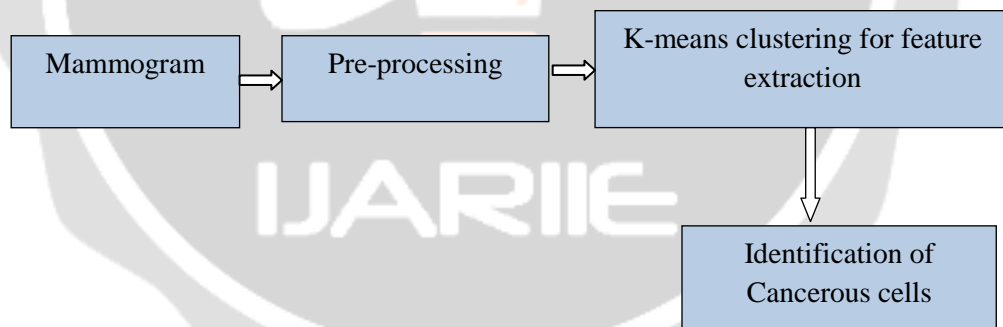 Mammogram
Pre-processing
K-means clustering for feature
extraction
IJARIIE
Identification of
Cancerous cells